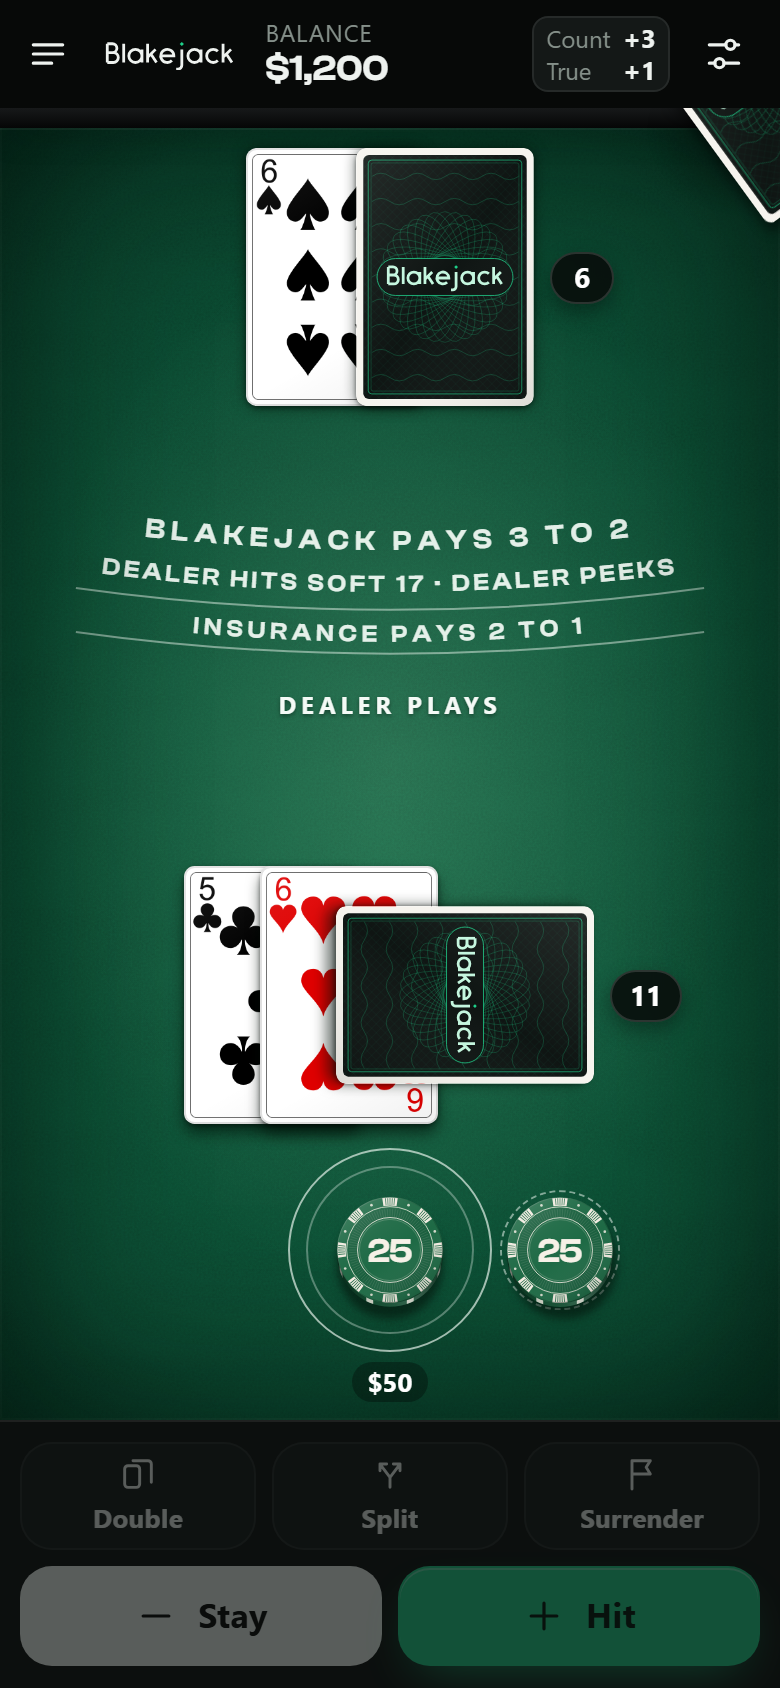 Blakejack
BALANCE
$1,200
Count +3
True +1
6
Blakejack
6
BLAKEJACK PAYS 3 TO 2
DEALER HITS SOFT 17 · DEALER PEEKS
INSURANCE PAYS 2 TO 1
DEALER PLAYS
5
6
Blakejack
11
6
25
25
$50
Double
Split
Surrender
Stay
Hit